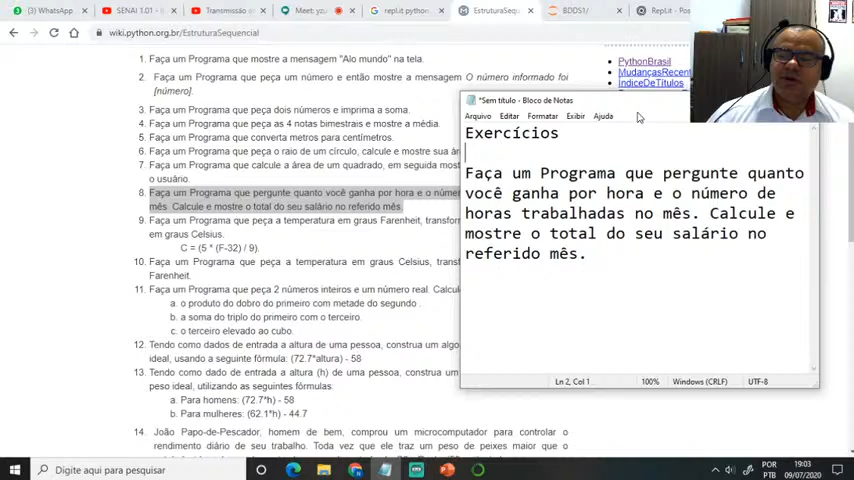 (3) WhatsApp
SENAI 1.01 -
Transmissão
Meet: yzu
repl.it python
EstruturaSeque
BDDS1/
Repl.it - Pos
wiki.python.org.br/EstruturaSequencial
1. Faça um Programa que mostre a mensagem "Alo mundo" na tela.
2. Faça um Programa que peça um número e então mostre a mensagem O número informado foi
[número].
3. Faça um Programa que peça dois números e imprima a soma.
4. Faça um Programa que peça as 4 notas bimestrais e mostre a média.
5. Faça um Programa que converta metros para centímetros.
6. Faça um Programa que peça o raio de um círculo, calcule e mostre sua ár
7. Faça um Programa que calcule a área de um quadrado, em seguida most
o usuário.
8. Faça um Programa que pergunte quanto você ganha por hora e o núme
mês. Calcule e mostre o total do seu salário no referido mês.
9. Faça um Programa que peça a temperatura em graus Farenheit, transfor
em graus Celsius.
C = (5 * (F-32) / 9).
10. Faça um Programa que peça a temperatura em graus Celsius, transf
Farenheit.
11. Faça um Programa que peça 2 números inteiros e um número real. Calcu
a. o produto do dobro do primeiro com metade do segundo .
b. a soma do triplo do primeiro com o terceiro.
c. o terceiro elevado ao cubo.
12. Tendo como dados de entrada a altura de uma pessoa, construa um algo
ideal, usando a seguinte fórmula: (72.7*altura) - 58
13. Tendo como dado de entrada a altura (h) de uma pessoa, construa um
peso ideal, utilizando as seguintes fórmulas:
a. Para homens: (72.7*h) - 58
b. Para mulheres: (62.1*h) - 44.7
14. João Papo-de-Pescador, homem de bem, comprou um microcomputador para controlar o
rendimento diário de seu trabalho. Toda vez que ele traz um peso de peixes maior que o
PythonBrasil
MudançasRecent
ÍndiceDeTítulos
*Sem título - Bloco de Notas
Arquivo Editar Formatar Exibir Ajuda
Exercícios
Faça um Programa que pergunte quanto
você ganha por hora e o número de
horas trabalhadas no mês. Calcule e
mostre o total do seu salário no
referido mês.
Ln 2, Col 1 100% Windows (CRLF) UTF-8
Digite aqui para pesquisar
POR
PTB
19:03
09/07/2020